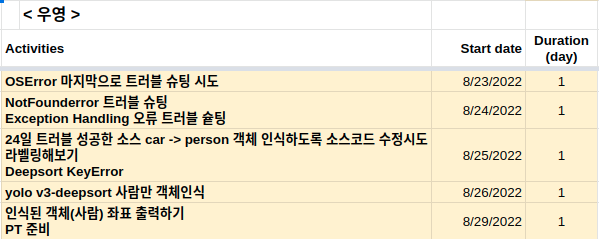 < 우영 >
Activities Start date Duration
(day)
OSError 마지막으로 트러블 슈팅 시도 8/23/2022 1
NotFounderror 트러블 슈팅
Exception Handling 오류 트러블 슡팅 8/24/2022 1
24일 트러블 성공한 소스 car -> person 객체 인식하도록 소스코드 수정시도
라벨링해보기 8/25/2022 1
Deepsort KeyError
yolo v3-deepsort 사람만 객체인식 8/26/2022 1
인식된 객체(사람) 좌표 출력하기
PT 준비 8/29/2022 1